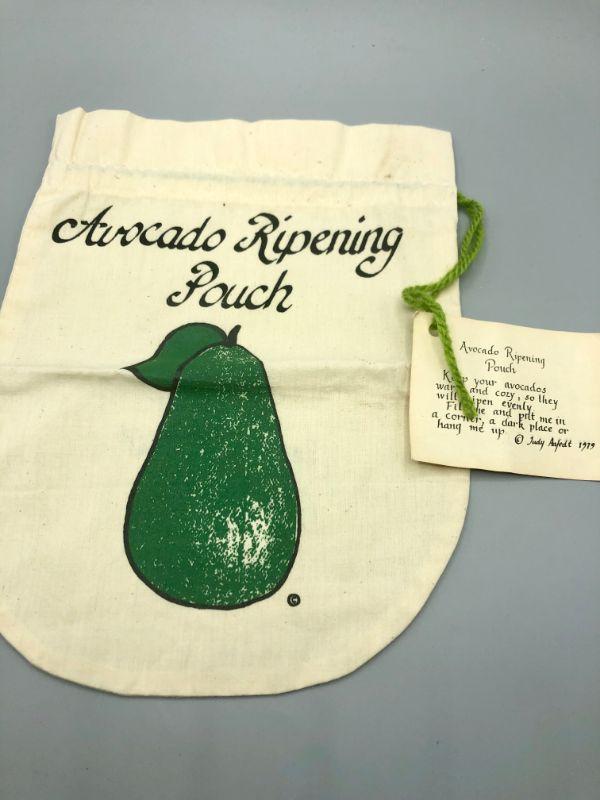 Avocado Ripening
Pouch
©
Avocado Ripening
Pouch
Keep your avocados
warm and cozy, so they
will ripen evenly.
Fill me and put me in
a corner, a dark place or
hang me up
© Judy 1979